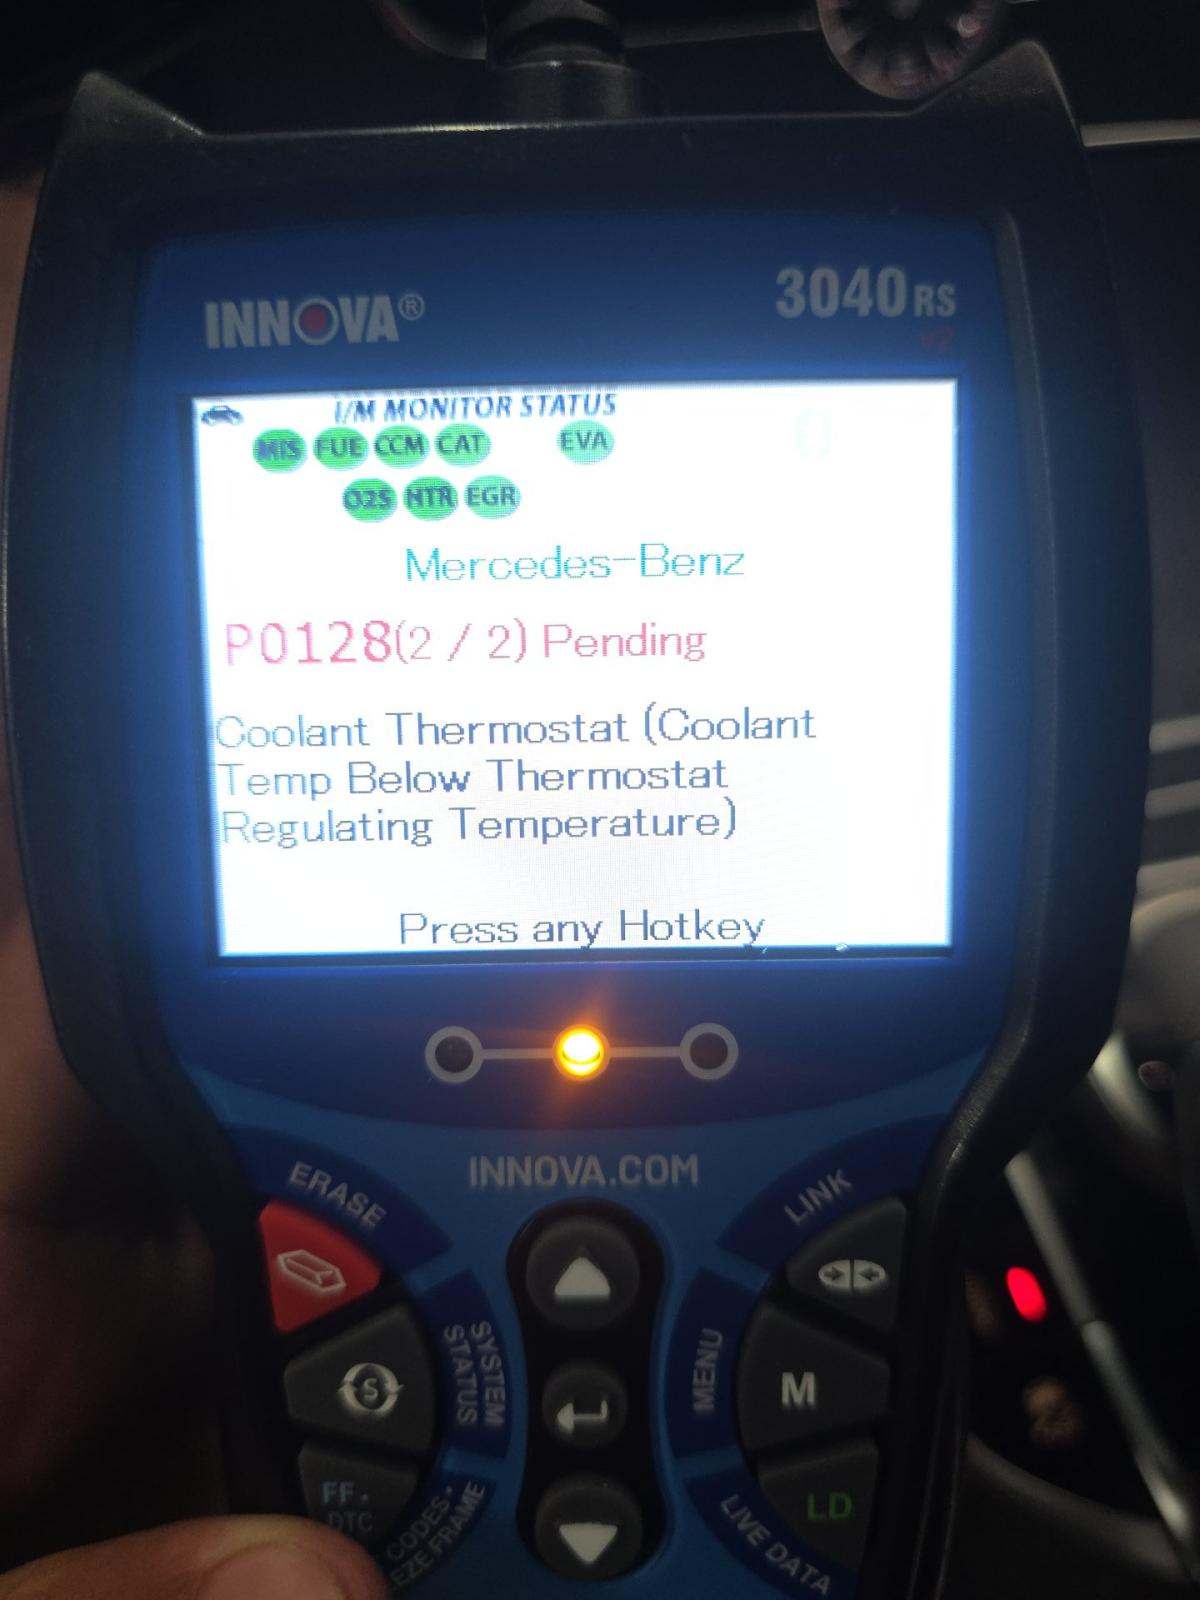 INNOVA®
3040RS
v2
I/M MONITOR STATUS
MIS FUE CCM CAT EVA
O2S HTR EGR
Mercedes-Benz
P0128(2 / 2) Pending
Coolant Thermostat (Coolant
Temp Below Thermostat
Regulating Temperature)
Press any Hotkey
INNOVA.COM
ERASE
LINK
S
SYSTEM
STATUS
MENU
M
FF·
DTC
CODES·
LD
LIVE DATA